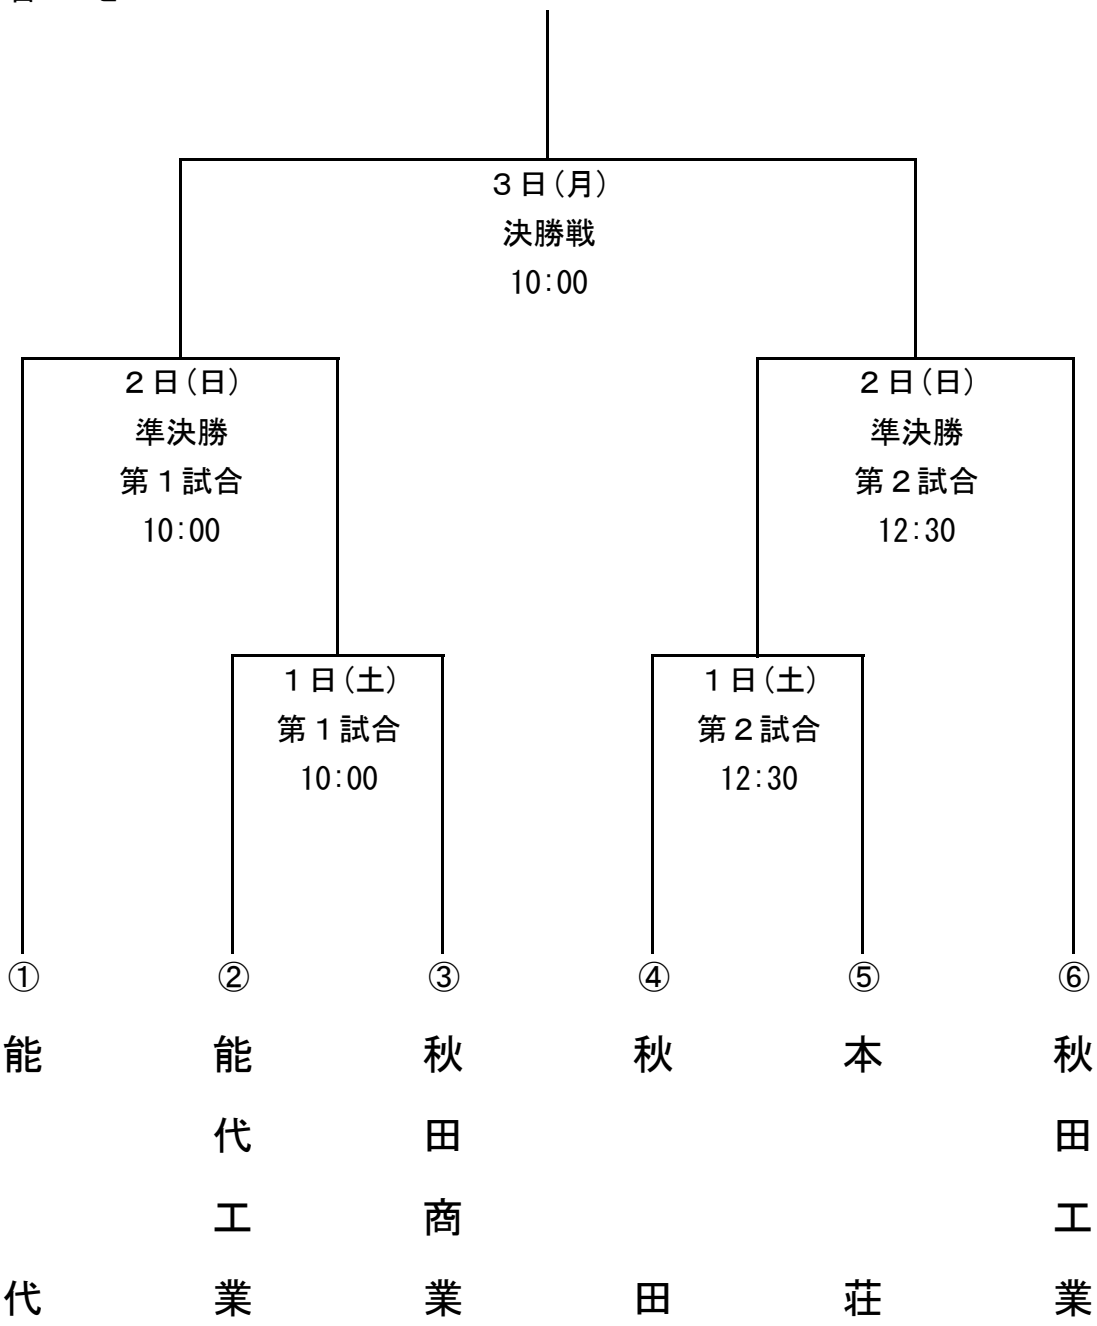 3日(月)
決勝戦
10:00
2日(日)
準決勝
第1試合
10:00
2日(日)
準決勝
第2試合
12:30
1日(土)
第1試合
10:00
1日(土)
第2試合
12:30
① ② ③ ④ ⑤ ⑥
能代
能代工業
秋田商業
秋田
本荘
秋田工業